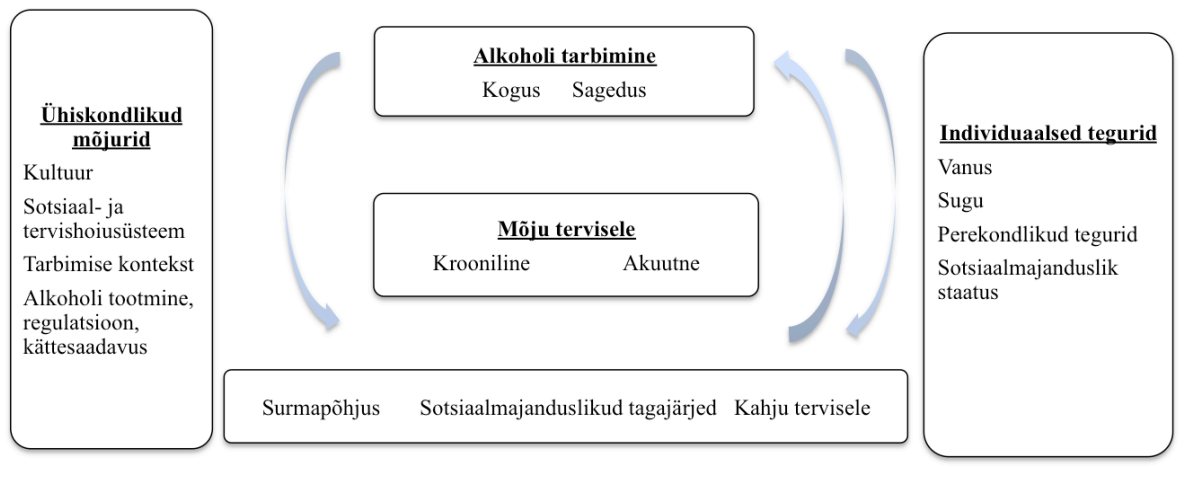 Ühiskondlikud
mõjurid
Kultuur
Sotsiaal- ja
tervishoiusüsteem
Tarbimise kontekst
Alkoholi tootmine,
regulatsioon,
kättesaadavus
Alkoholi tarbimine
Kogus Sagedus
Mõju tervisele
Krooniline Akuutne
Surmapõhjus Sotsiaalmajanduslikud tagajärjed Kahju tervisele
Individuaalsed tegurid
Vanus
Sugu
Perekondlikud tegurid
Sotsiaalmajanduslik
staatus